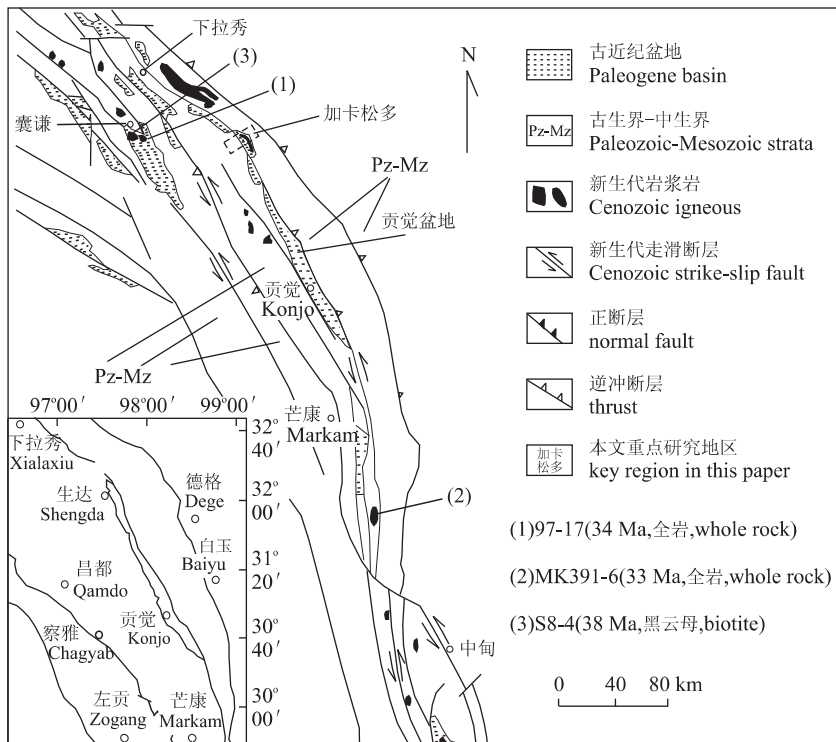 下拉秀
(3)
(1)
加卡松多
囊谦
Pz-Mz
贡觉盆地
贡觉
Konjo
Pz-Mz
芒康
Markam
(2)
中甸
N
97°00′
98°00′
99°00′
32°
40′
32°
00′
31°
20′
30°
40′
30°
00′
下拉秀
Xialaxiu
生达
Shengda
德格
Dege
白玉
Baiyu
昌都
Qamdo
贡觉
Konjo
察雅
Chagyab
左贡
Zogang
芒康
Markam
古近纪盆地
Paleogene basin
Pz-Mz
古生界-中生界
Paleozoic-Mesozoic strata
新生代岩浆岩
Cenozoic igneous
新生代走滑断层
Cenozoic strike-slip fault
正断层
normal fault
逆冲断层
thrust
加卡
松多
本文重点研究地区
key region in this paper
(1)97-17(34 Ma,全岩,whole rock)
(2)MK391-6(33 Ma,全岩,whole rock)
(3)S8-4(38 Ma,黑云母,biotite)
0 40 80 km